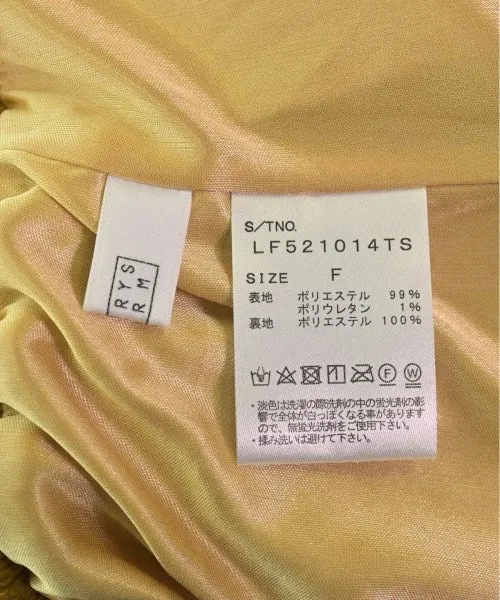 RYS
RM
S/TNO.
LF521014TS
SIZE F
表地 ポリエステル 99%
ポリウレタン 1%
裏地 ポリエステル 100%
F W
・淡色は洗濯の際洗剤の中の蛍光剤の影
響で全体が白っぽくなる事があります
ので、無蛍光洗剤をご使用下さい。
・揉み洗いは避けて下さい。